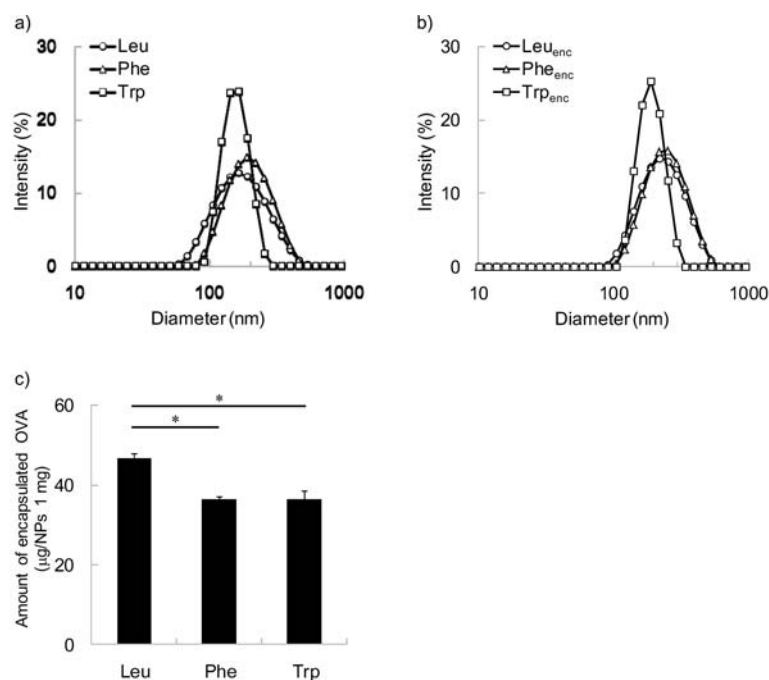 a)
Leu
Phe
Trp
Intensity (%)
30
20
10
0
10
100
1000
Diameter (nm)
b)
Leuenc
Pheenc
Trpenc
Intensity (%)
30
20
10
0
10
100
1000
Diameter (nm)
c)
Amount of encapsulated OVA
(μg/NPs 1 mg)
60
40
20
0
*
*
Leu
Phe
Trp